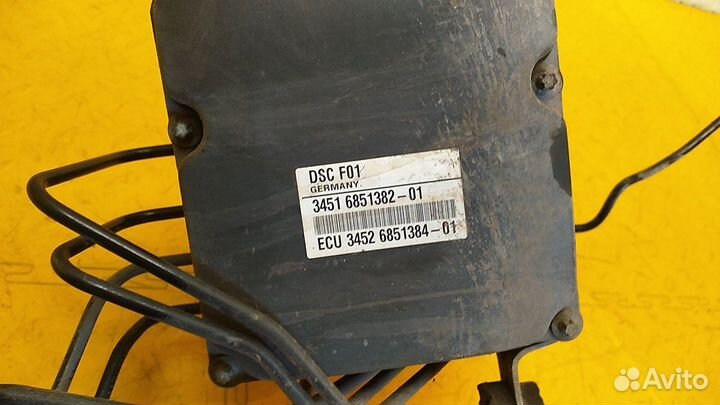 DSC F01
GERMANY
3451 6851382-01
ECU 3452 6851384-01
Avito